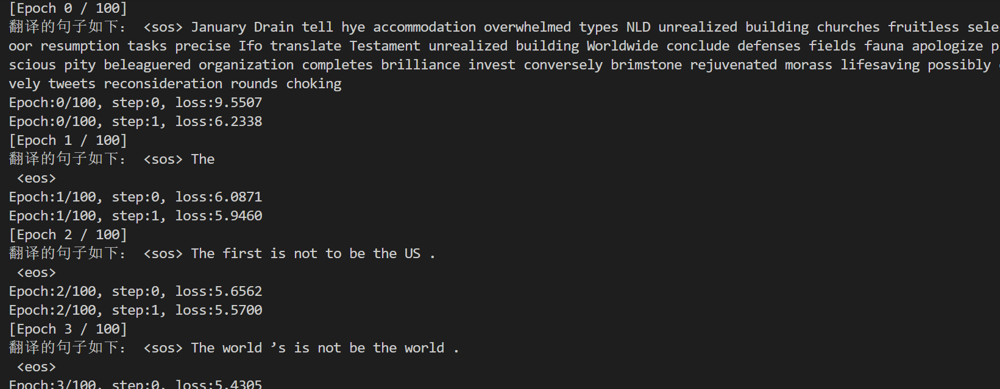 [Epoch 0 / 100]
翻译的句子如下： <sos> January Drain tell hye accommodation overwhelmed types NLD unrealized building churches fruitless sele
oor resumption tasks precise Ifo translate Testament unrealized building Worldwide conclude defenses fields fauna apologize p
scious pity beleaguered organization completes brilliance invest conversely brimstone rejuvenated morass lifesaving possibly
vely tweets reconsideration rounds choking
Epoch:0/100, step:0, loss:9.5507
Epoch:0/100, step:1, loss:6.2338
[Epoch 1 / 100]
翻译的句子如下： <sos> The
<eos>
Epoch:1/100, step:0, loss:6.0871
Epoch:1/100, step:1, loss:5.9460
[Epoch 2 / 100]
翻译的句子如下： <sos> The first is not to be the US .
<eos>
Epoch:2/100, step:0, loss:5.6562
Epoch:2/100, step:1, loss:5.5700
[Epoch 3 / 100]
翻译的句子如下： <sos> The world ’s is not be the world .
<eos>
Epoch:3/100, step:0, loss:5.4305